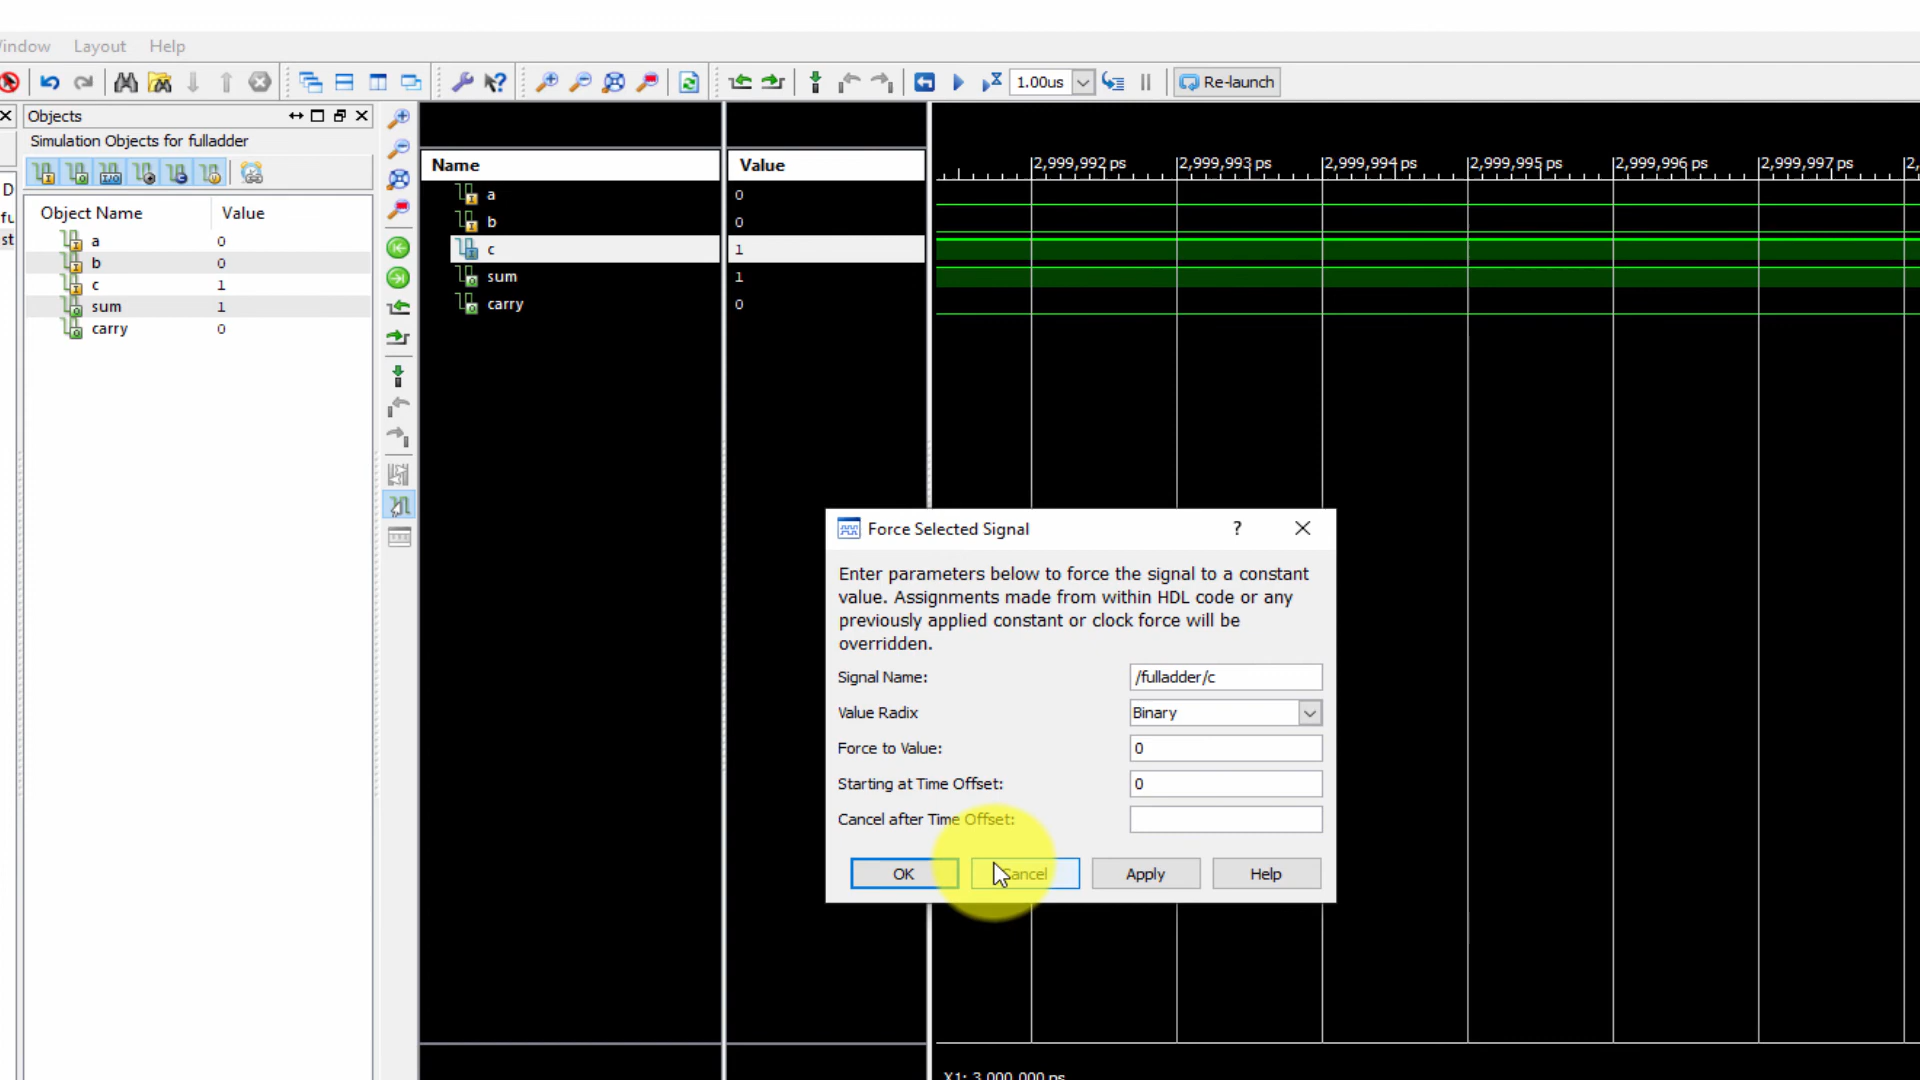 Window Layout Help
1.00us Re-launch
Objects
Simulation Objects for fulladder
Object Name Value
a 0
b 0
c 1
sum 1
carry 0
D
fu
st
Name Value
a 0
b 0
c 1
sum 1
carry 0
2,999,992 ps 2,999,993 ps 2,999,994 ps 2,999,995 ps 2,999,996 ps 2,999,997 ps 2,
Force Selected Signal ?
Enter parameters below to force the signal to a constant
value. Assignments made from within HDL code or any
previously applied constant or clock force will be
overridden.
Signal Name: /fulladder/c
Value Radix Binary
Force to Value: 0
Starting at Time Offset: 0
Cancel after Time Offset:
OK Cancel Apply Help
X1: 3,000,000 ps